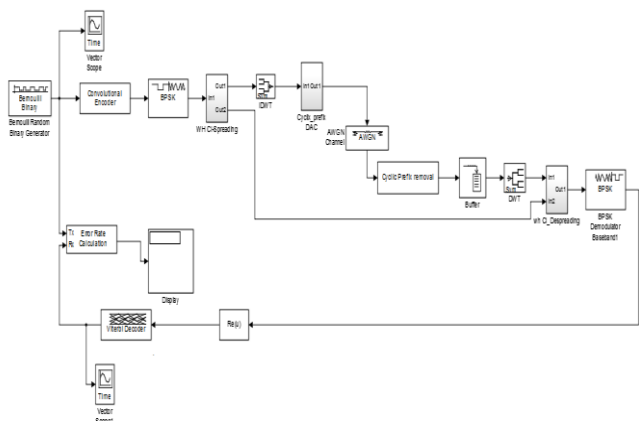 Time
Vector
Scope
Bernoulli
Binary
Bernoulli Random
Binary Generator
Convolutional
Encoder
BPSK
In1
Out1
Out2
WH CI-Spreading
IDWT
In1 Out1
Cyclic_prefix
DAC
AWGN
Channel
AWGN
Cyclic Prefix removal
Buffer
DWT
In1
In2
Out1
wh CI_Despreading
BPSK
BPSK
Demodulator
Baseband1
Tx
Rx
Error Rate
Calculation
Display
Viterbi Decoder
Re(u)
Time
Vector
Scope1